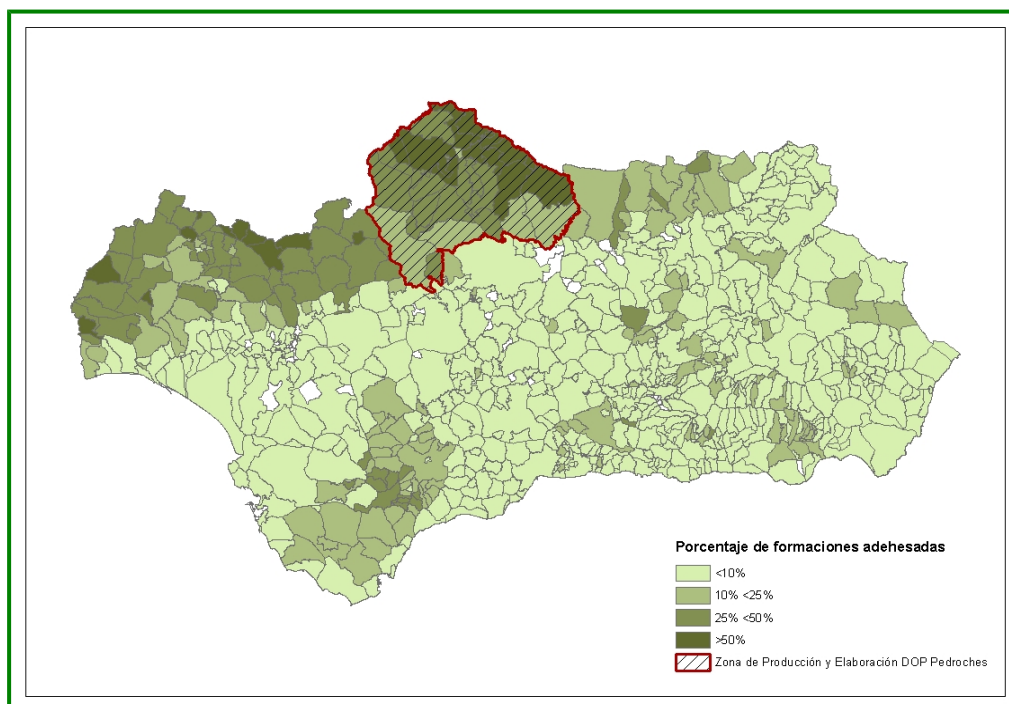 Porcentaje de formaciones adehesadas
<10%
10% <25%
25% <50%
>50%
Zona de Producción y Elaboración DOP Pedroches